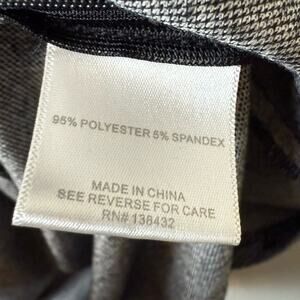 95% POLYESTER 5% SPANDEX
MADE IN CHINA
SEE REVERSE FOR CARE
RN# 138432